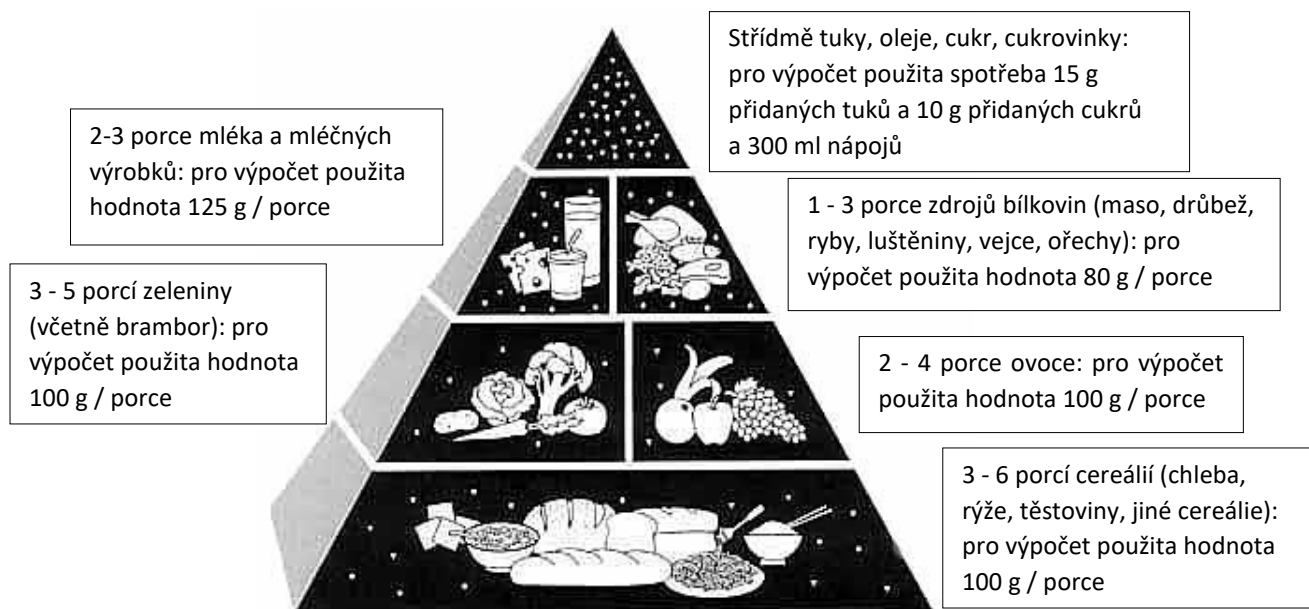 Střídmě tuky, oleje, cukr, cukrovinky:
pro výpočet použita spotřeba 15 g
přidaných tuků a 10 g přidaných cukrů
a 300 ml nápojů
2-3 porce mléka a mléčných
výrobků: pro výpočet použita
hodnota 125 g / porce
1 - 3 porce zdrojů bílkovin (maso, drůbež,
ryby, luštěniny, vejce, ořechy): pro
výpočet použita hodnota 80 g / porce
3 - 5 porcí zeleniny
(včetně brambor): pro
výpočet použita hodnota
100 g / porce
2 - 4 porce ovoce: pro výpočet
použita hodnota 100 g / porce
3 - 6 porcí cereálií (chleba,
rýže, těstoviny, jiné cereálie):
pro výpočet použita hodnota
100 g / porce